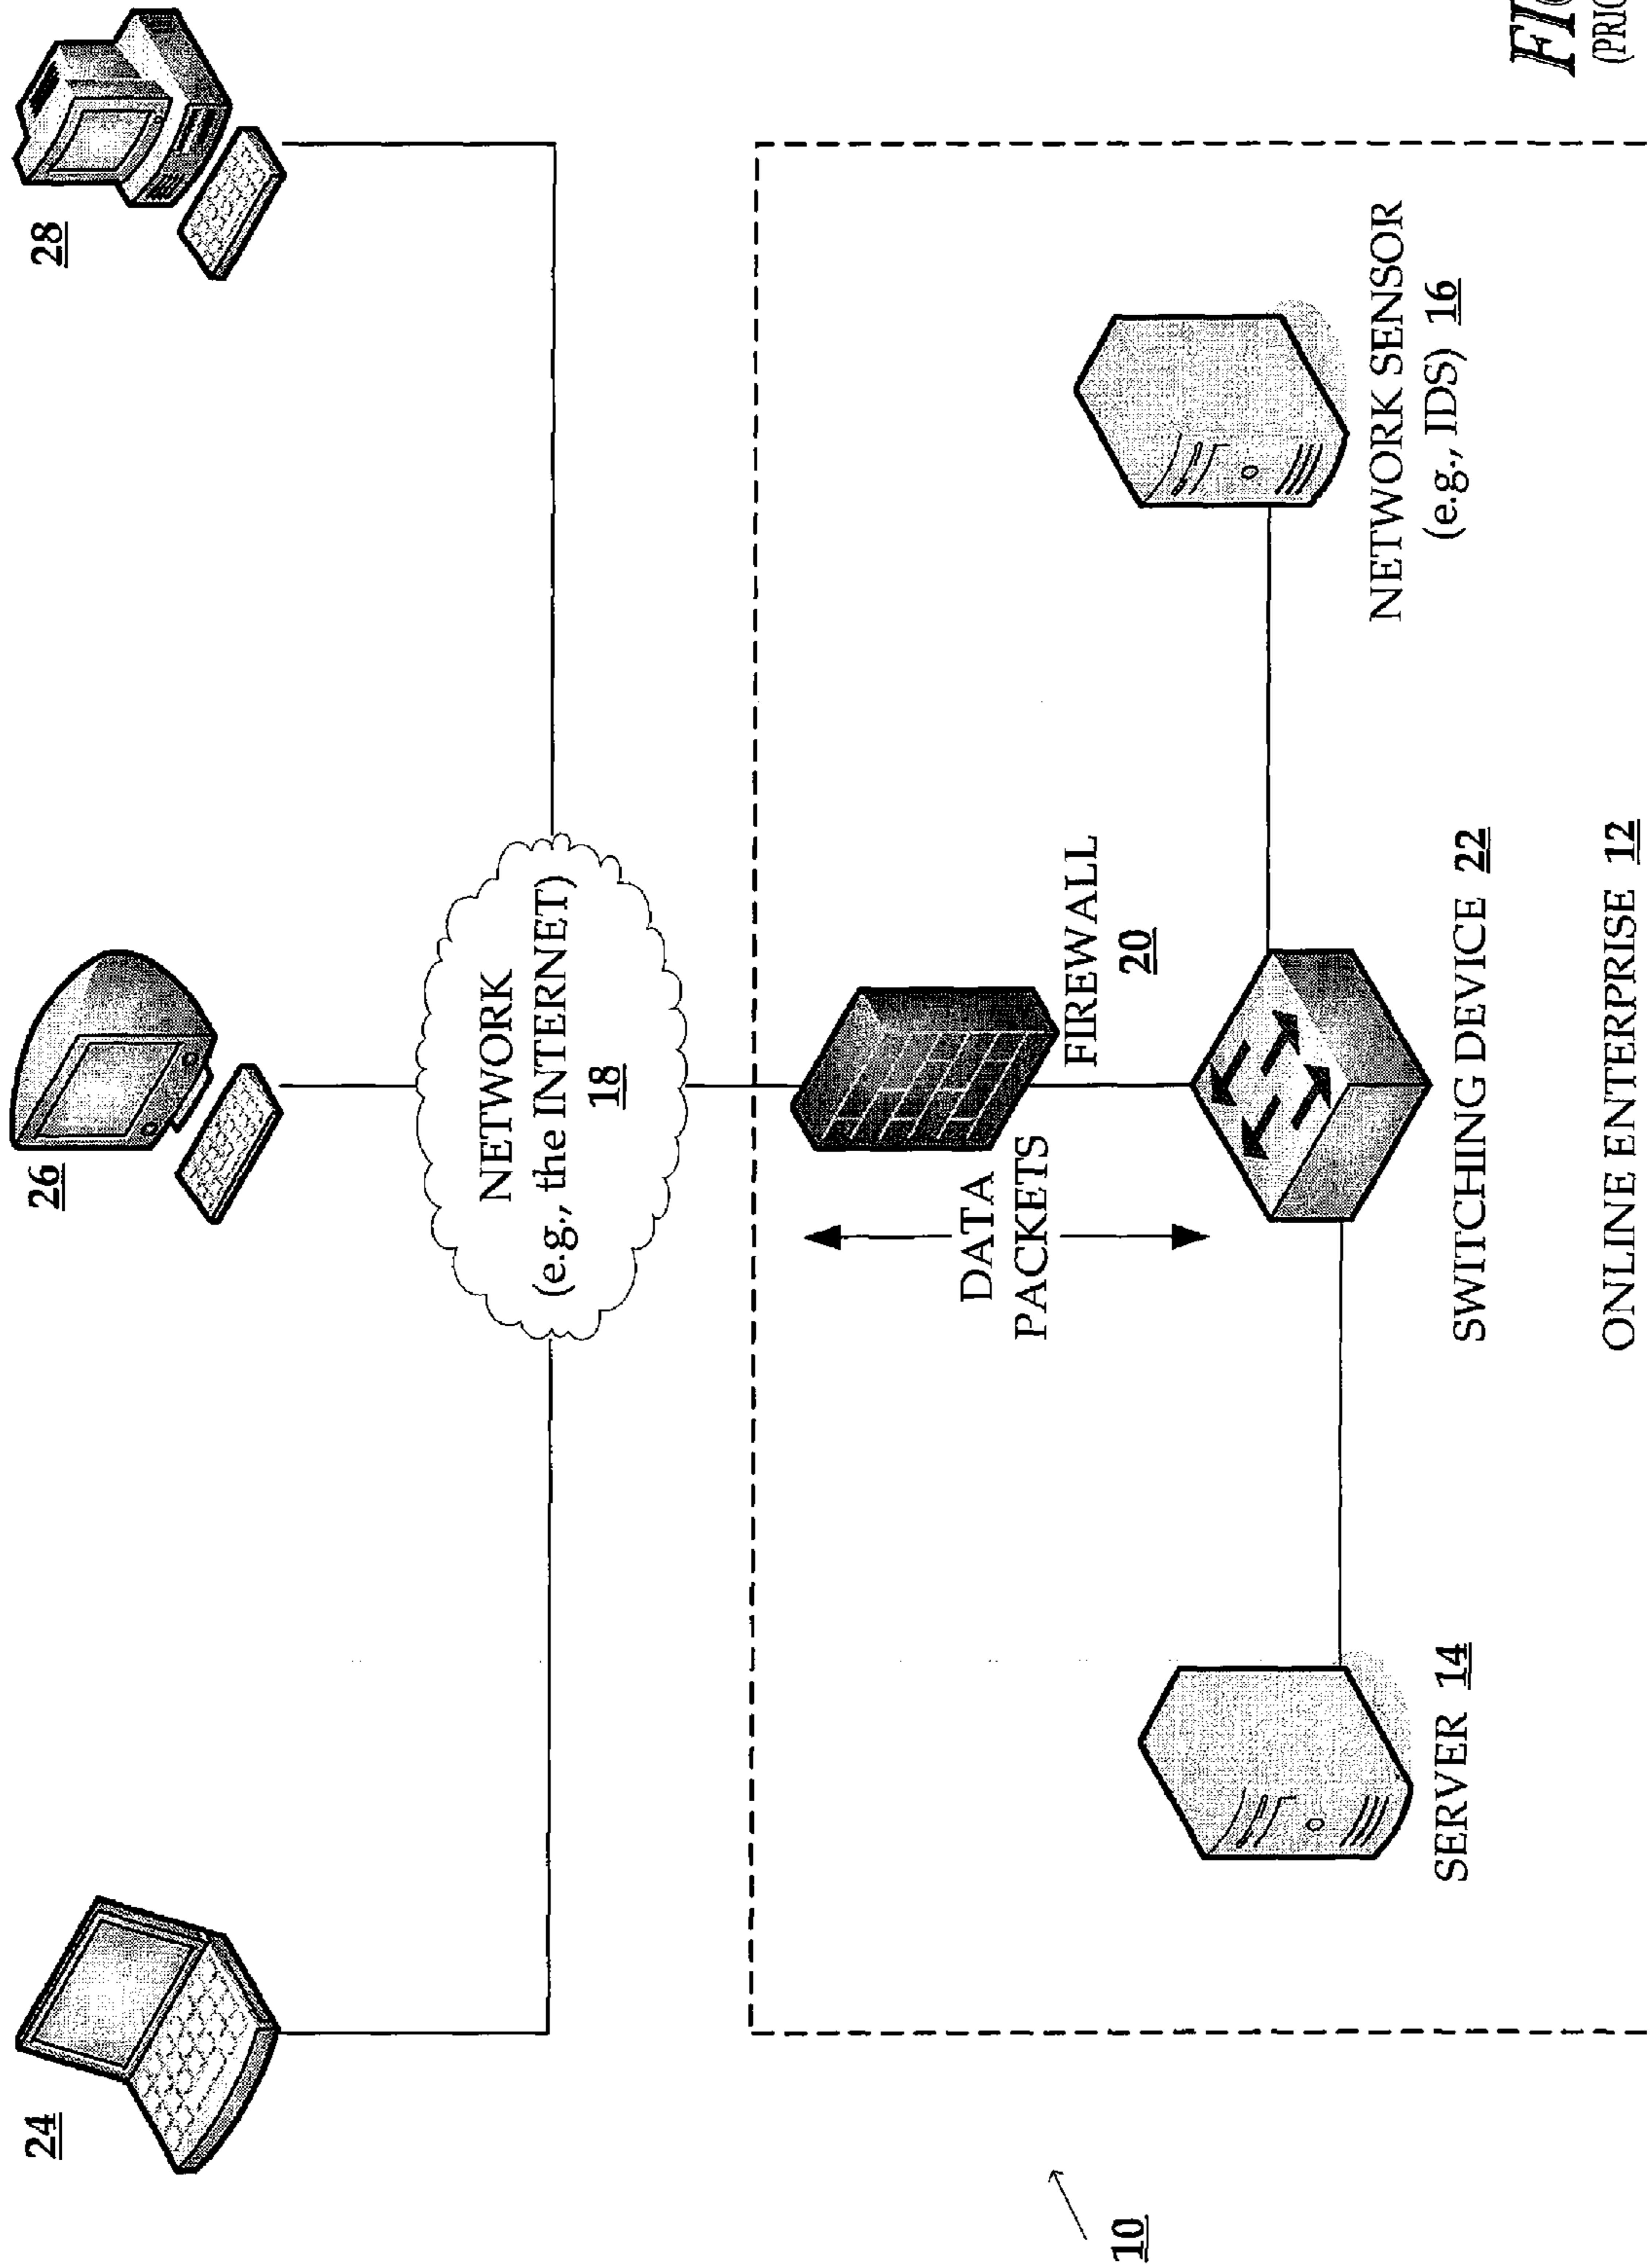 24
26
28
NETWORK
(e.g., the INTERNET)
18
DATA
PACKETS
FIREWALL
20
NETWORK SENSOR
(e.g., IDS) 16
SERVER 14
SWITCHING DEVICE 22
ONLINE ENTERPRISE 12
10